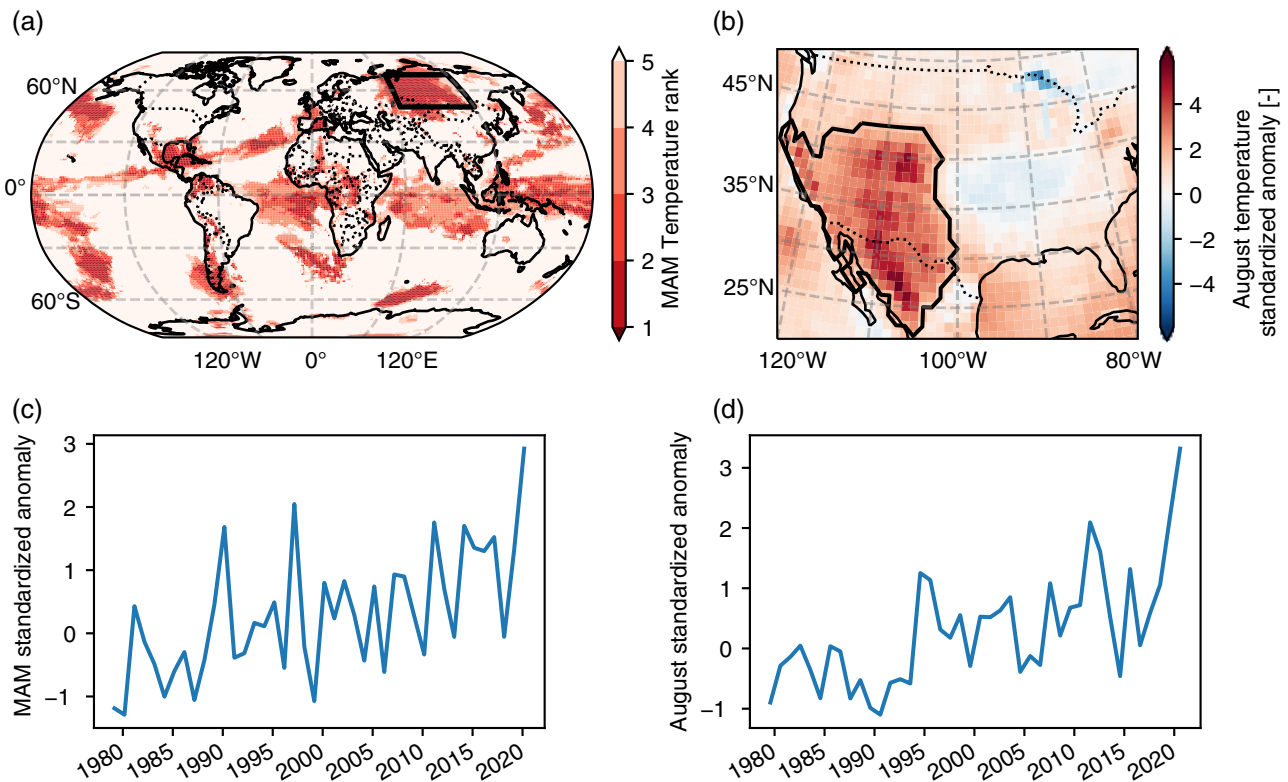 (a)
60°N
0°
60°S
120°W 0° 120°E
5
4
3
2
1
MAM Temperature rank
(b)
45°N
35°N
25°N
120°W 100°W 80°W
4
2
0
−2
−4
August temperature
standardized anomaly [-]
(c)
MAM standardized anomaly
3
2
1
0
−1
1980 1985 1990 1995 2000 2005 2010 2015 2020
(d)
August standardized anomaly
3
2
1
0
−1
1980 1985 1990 1995 2000 2005 2010 2015 2020